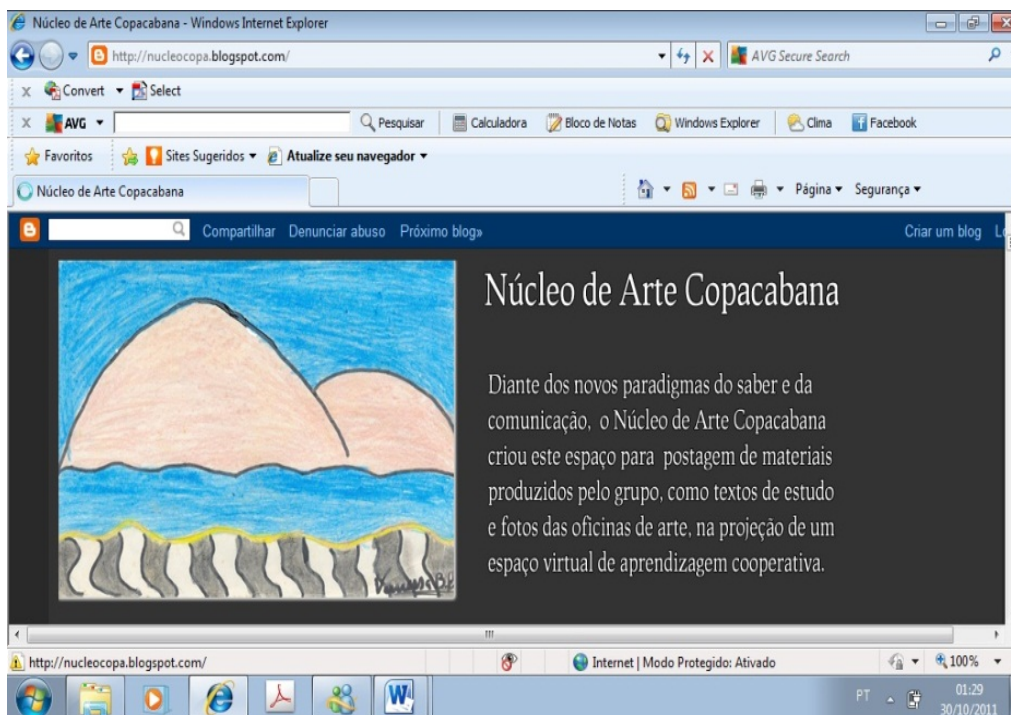 Núcleo de Arte Copacabana - Windows Internet Explorer
http://nucleocopa.blogspot.com/
AVG Secure Search
x Convert Select
x AVG Pesquisar Calculadora Bloco de Notas Windows Explorer Clima Facebook
Favoritos Sites Sugeridos Atualize seu navegador
Núcleo de Arte Copacabana Página Segurança
Compartilhar Denunciar abuso Próximo blog» Criar um blog
Núcleo de Arte Copacabana
Diante dos novos paradigmas do saber e da
comunicação, o Núcleo de Arte Copacabana
criou este espaço para postagem de materiais
produzidos pelo grupo, como textos de estudo
e fotos das oficinas de arte, na projeção de um
espaço virtual de aprendizagem cooperativa.
http://nucleocopa.blogspot.com/ Internet | Modo Protegido: Ativado 100%
PT 01:29
30/10/2011